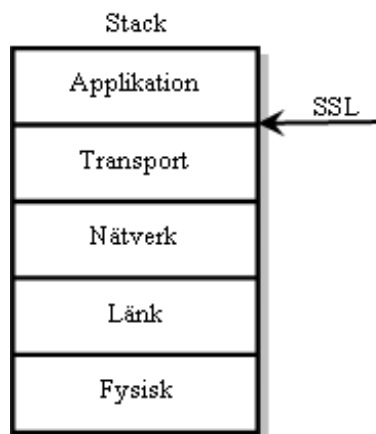 Stack
Applikation
SSL
Transport
Nätverk
Länk
Fysisk